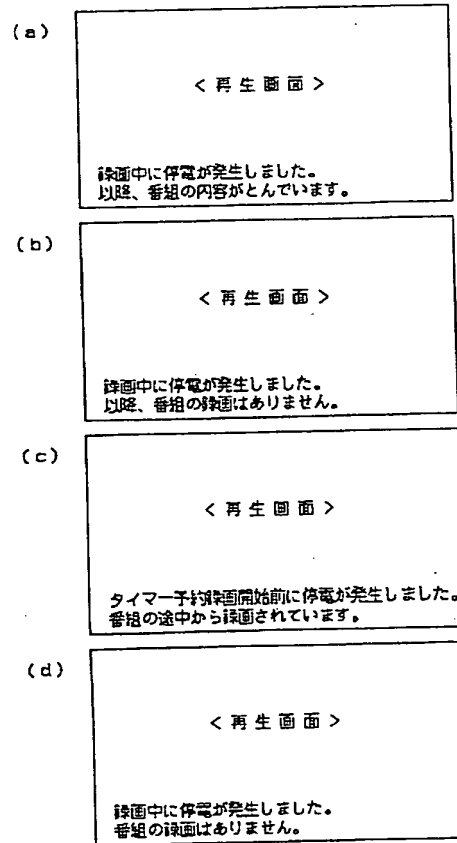 (a)
< 再 生 画 面 >
録画中に停電が発生しました。
以降、番組の内容がとんでいます。
(b)
< 再 生 画 面 >
録画中に停電が発生しました。
以降、番組の録画はありません。
(c)
< 再 生 画 面 >
タイマー予約録画開始前に停電が発生しました。
番組の途中から録画されています。
(d)
< 再 生 画 面 >
録画中に停電が発生しました。
番組の録画はありません。